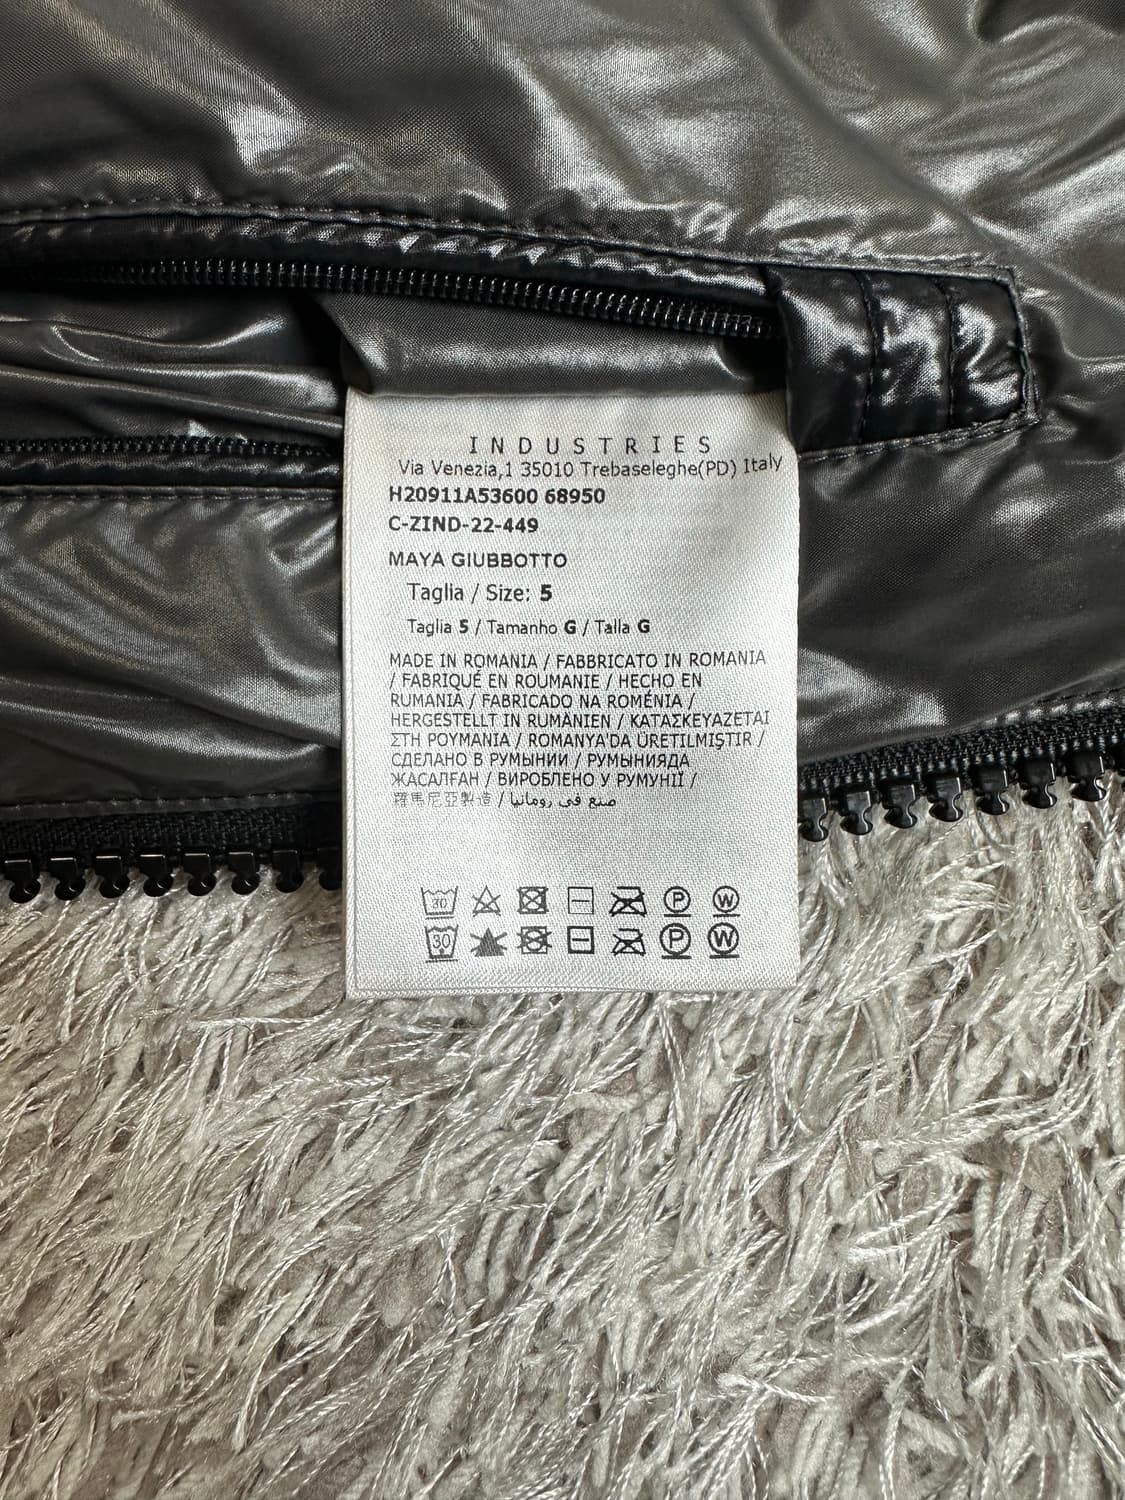 INDUSTRIES
Via Venezia,1 35010 Trebaseleghe(PD) Italy
H20911A53600 68950
C-ZIND-22-449
MAYA GIUBBOTTO
Taglia / Size: 5
Taglia 5 / Tamanho G / Talla G
MADE IN ROMANIA / FABBRICATO IN ROMANIA
/ FABRIQUÉ EN ROUMANIE / HECHO EN
RUMANIA / FABRICADO NA ROMÉNIA /
HERGESTELLT IN RUMÄNIEN / ΚΑΤΑΣΚΕΥΑΖΕΤΑΙ
ΣΤΗ ΡΟΥΜΑΝΙΑ / ROMANYA'DA ÜRETILMIŞTIR /
СДЕЛАНО В РУМЫНИИ / РУМЫНИЯДА
ЖАСАЛҒАН / ВИРОБЛЕНО У РУМУНІЇ /
羅馬尼亞製造 / صنع في رومانيا
30 P W
30 P W